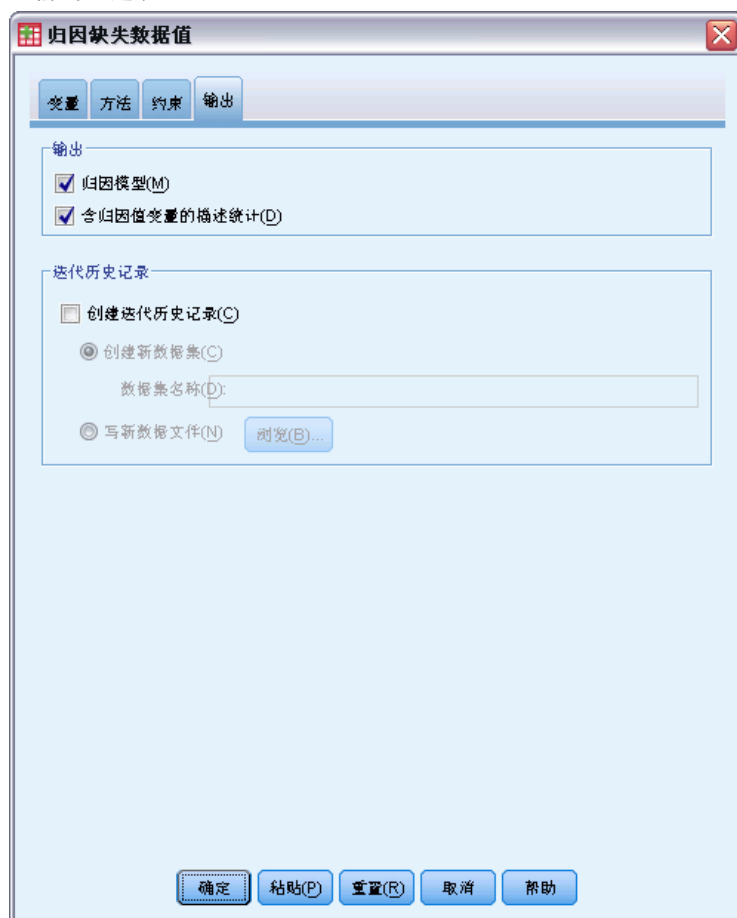 归因缺失数据值
变量 方法 约束 输出
输出
归因模型(M)
含归因值变量的描述统计(D)
迭代历史记录
创建迭代历史记录(C)
创建新数据集(C)
数据集名称(D):
写新数据文件(N) 浏览(B)...
确定 粘贴(P) 重置(R) 取消 帮助